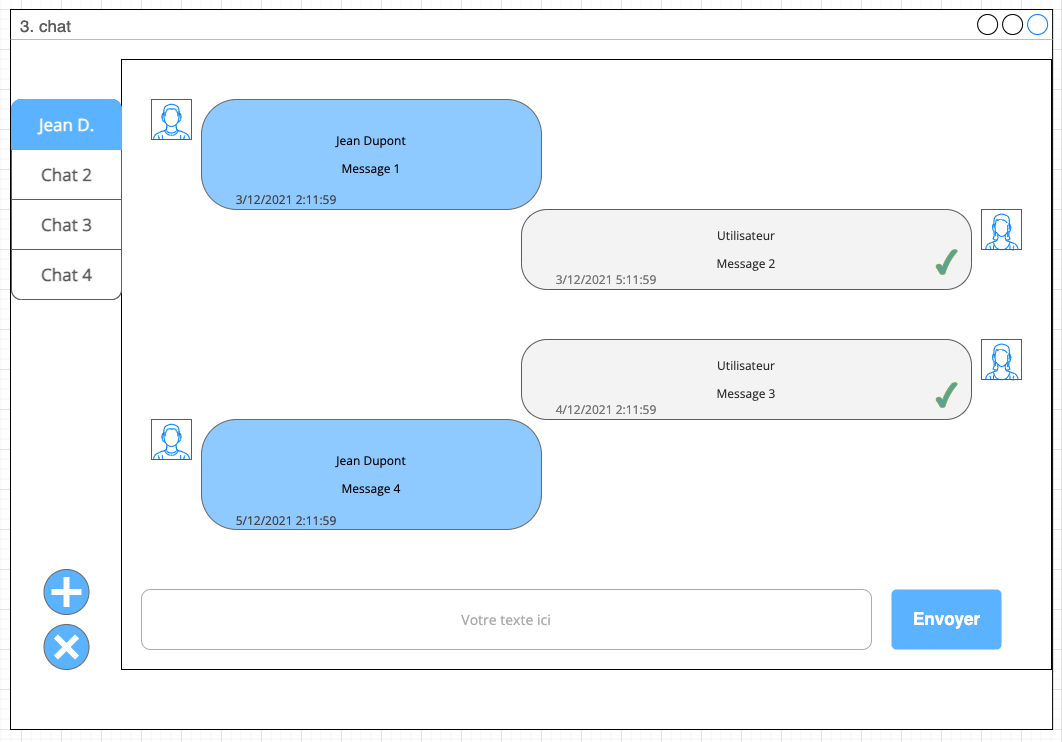 3. chat
Jean D.
Chat 2
Chat 3
Chat 4
Jean Dupont
Message 1
3/12/2021 2:11:59
Utilisateur
Message 2
3/12/2021 5:11:59
Utilisateur
Message 3
4/12/2021 2:11:59
Jean Dupont
Message 4
5/12/2021 2:11:59
Votre texte ici
Envoyer